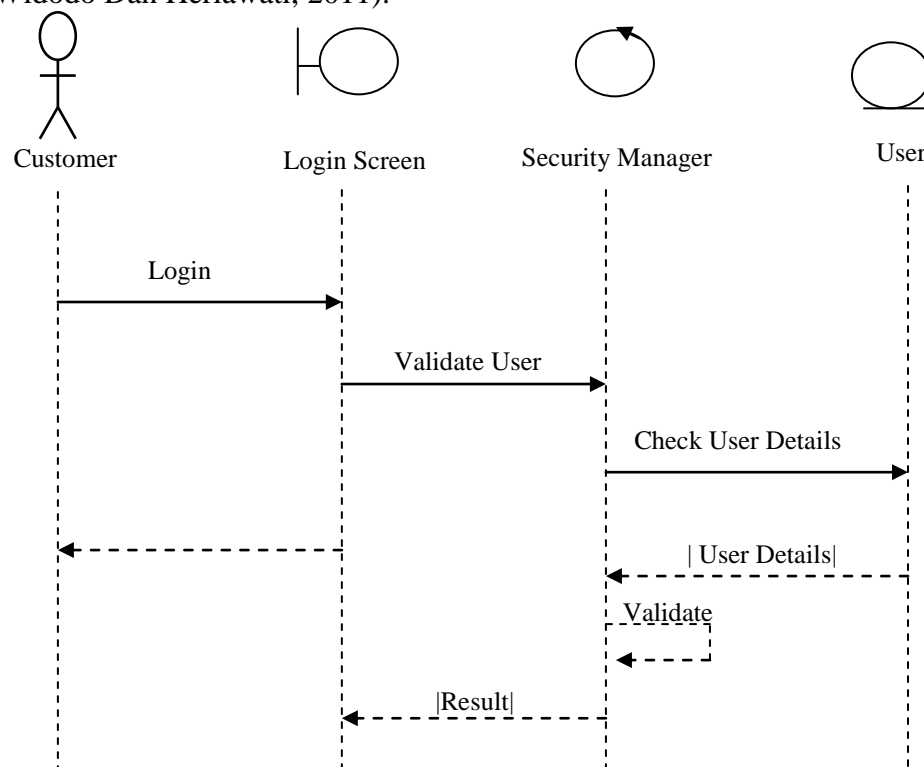 Widodo Dan Herlawati, 2011).
Customer
Login Screen
Security Manager
User
Login
Validate User
Check User Details
| User Details|
Validate
|Result|